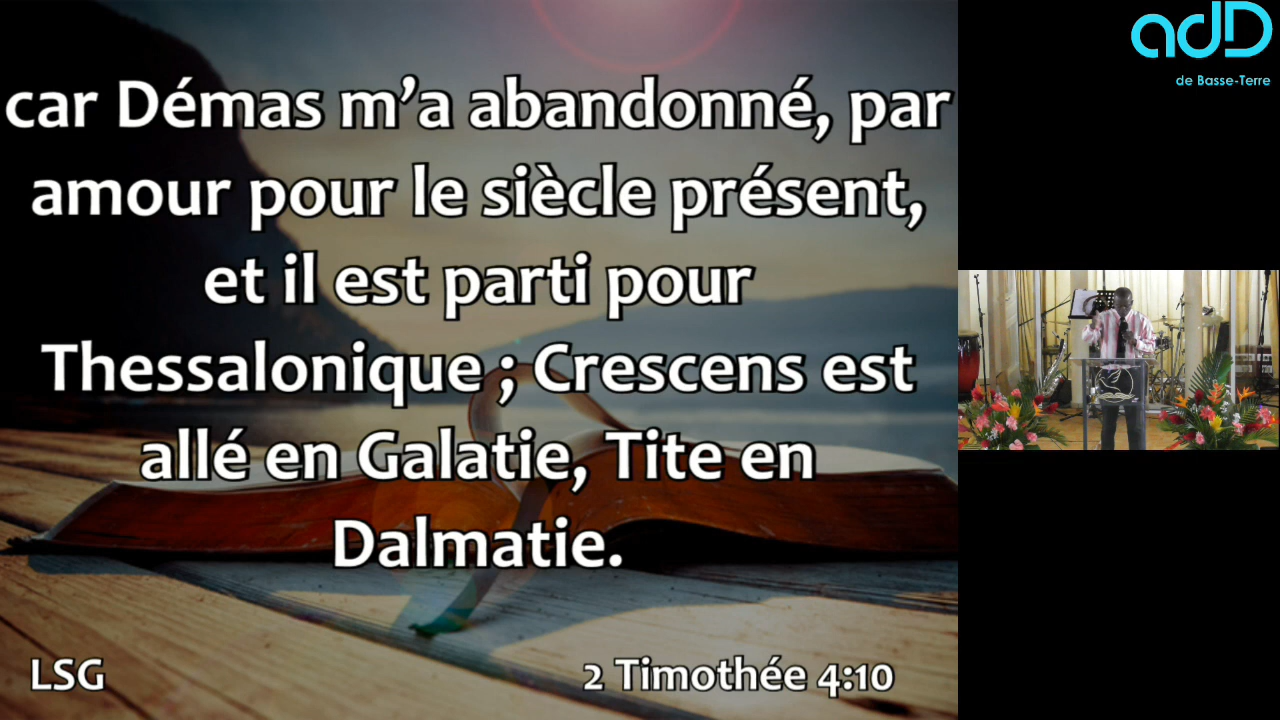 car Démas m’a abandonné, par
amour pour le siècle présent,
et il est parti pour
Thessalonique ; Crescens est
allé en Galatie, Tite en
Dalmatie.
LSG
2 Timothée 4:10
adD
de Basse-Terre